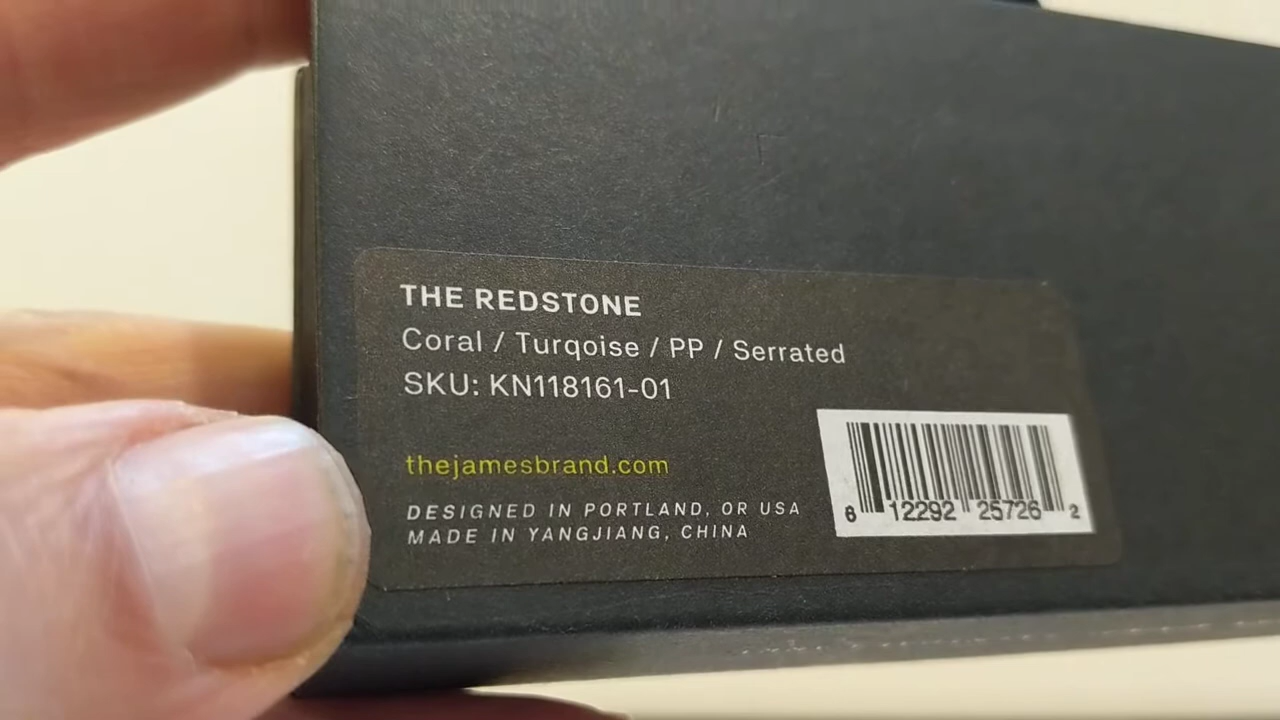 THE REDSTONE
Coral / Turqoise / PP / Serrated
SKU: KN118161-01
thejamesbrand.com
DESIGNED IN PORTLAND, OR USA
MADE IN YANGJIANG, CHINA
6 12292 25726 2